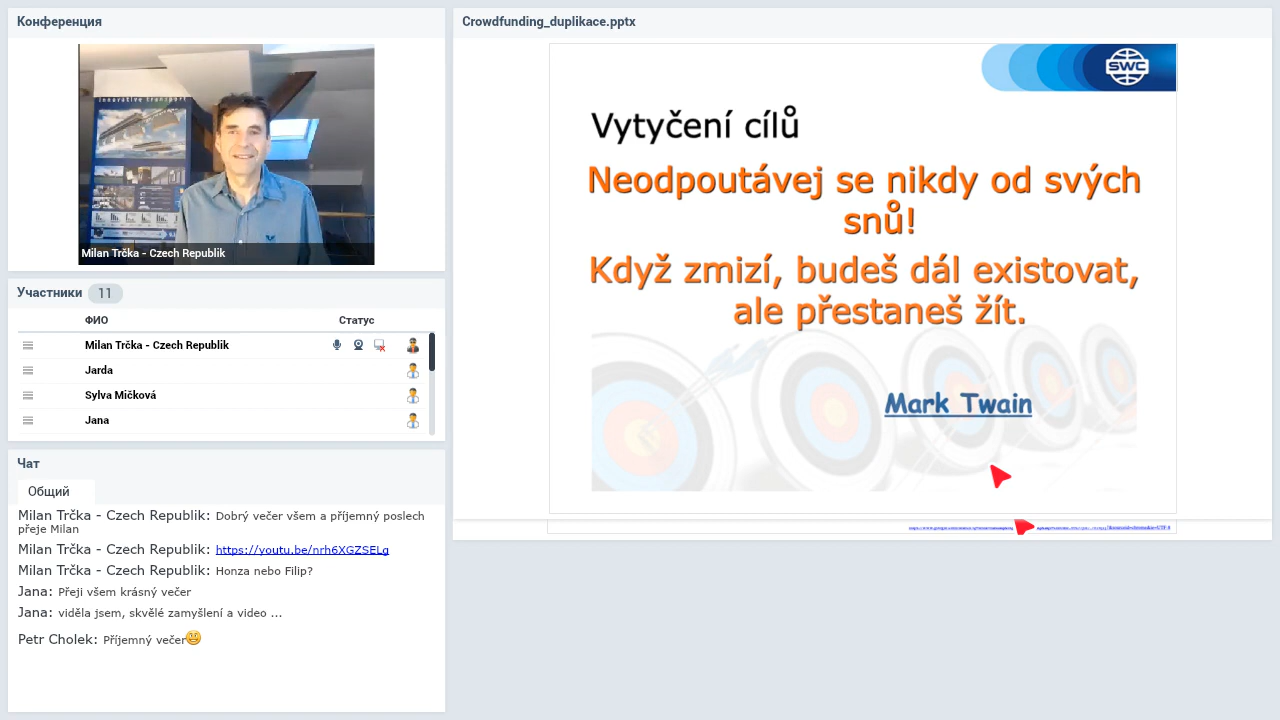 Конференция
innovative transport
Milan Trčka - Czech Republik
Участники 11
ФИО Статус
Milan Trčka - Czech Republik
Jarda
Sylva Mičková
Jana
Чат
Общий
Milan Trčka - Czech Republik: Dobrý večer všem a příjemný poslech
přeje Milan
Milan Trčka - Czech Republik: https://youtu.be/nrh6XGZSELg
Milan Trčka - Czech Republik: Honza nebo Filip?
Jana: Přeji všem krásný večer
Jana: viděla jsem, skvělé zamyšlení a video ...
Petr Cholek: Příjemný večer
Crowdfunding_duplikace.pptx
SWC
Vytyčení cílů
Neodpoutávej se nikdy od svých
snů!
Když zmizí, budeš dál existovat,
ale přestaneš žít.
Mark Twain